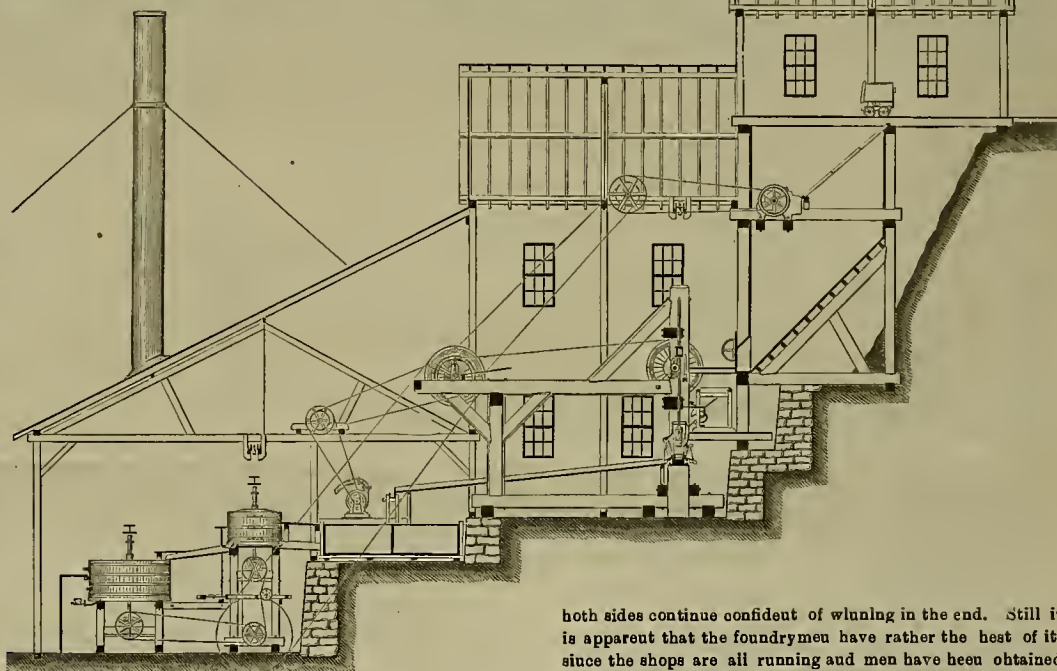 both sides continue confident of winning in the end. Still i
is apparent that the foundrymen have rather the best of it
since the shops are all running and men have been obtained